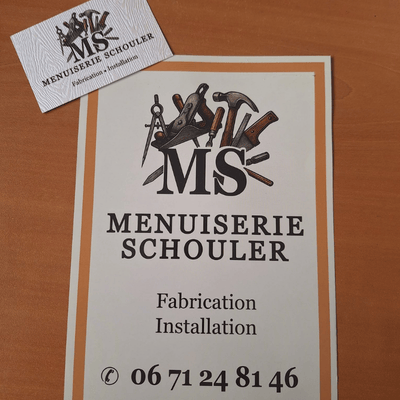 MS
MENUISERIE SCHOULER
Fabrication • Installation
MS
MENUISERIE
SCHOULER
Fabrication
Installation
✆ 06 71 24 81 46